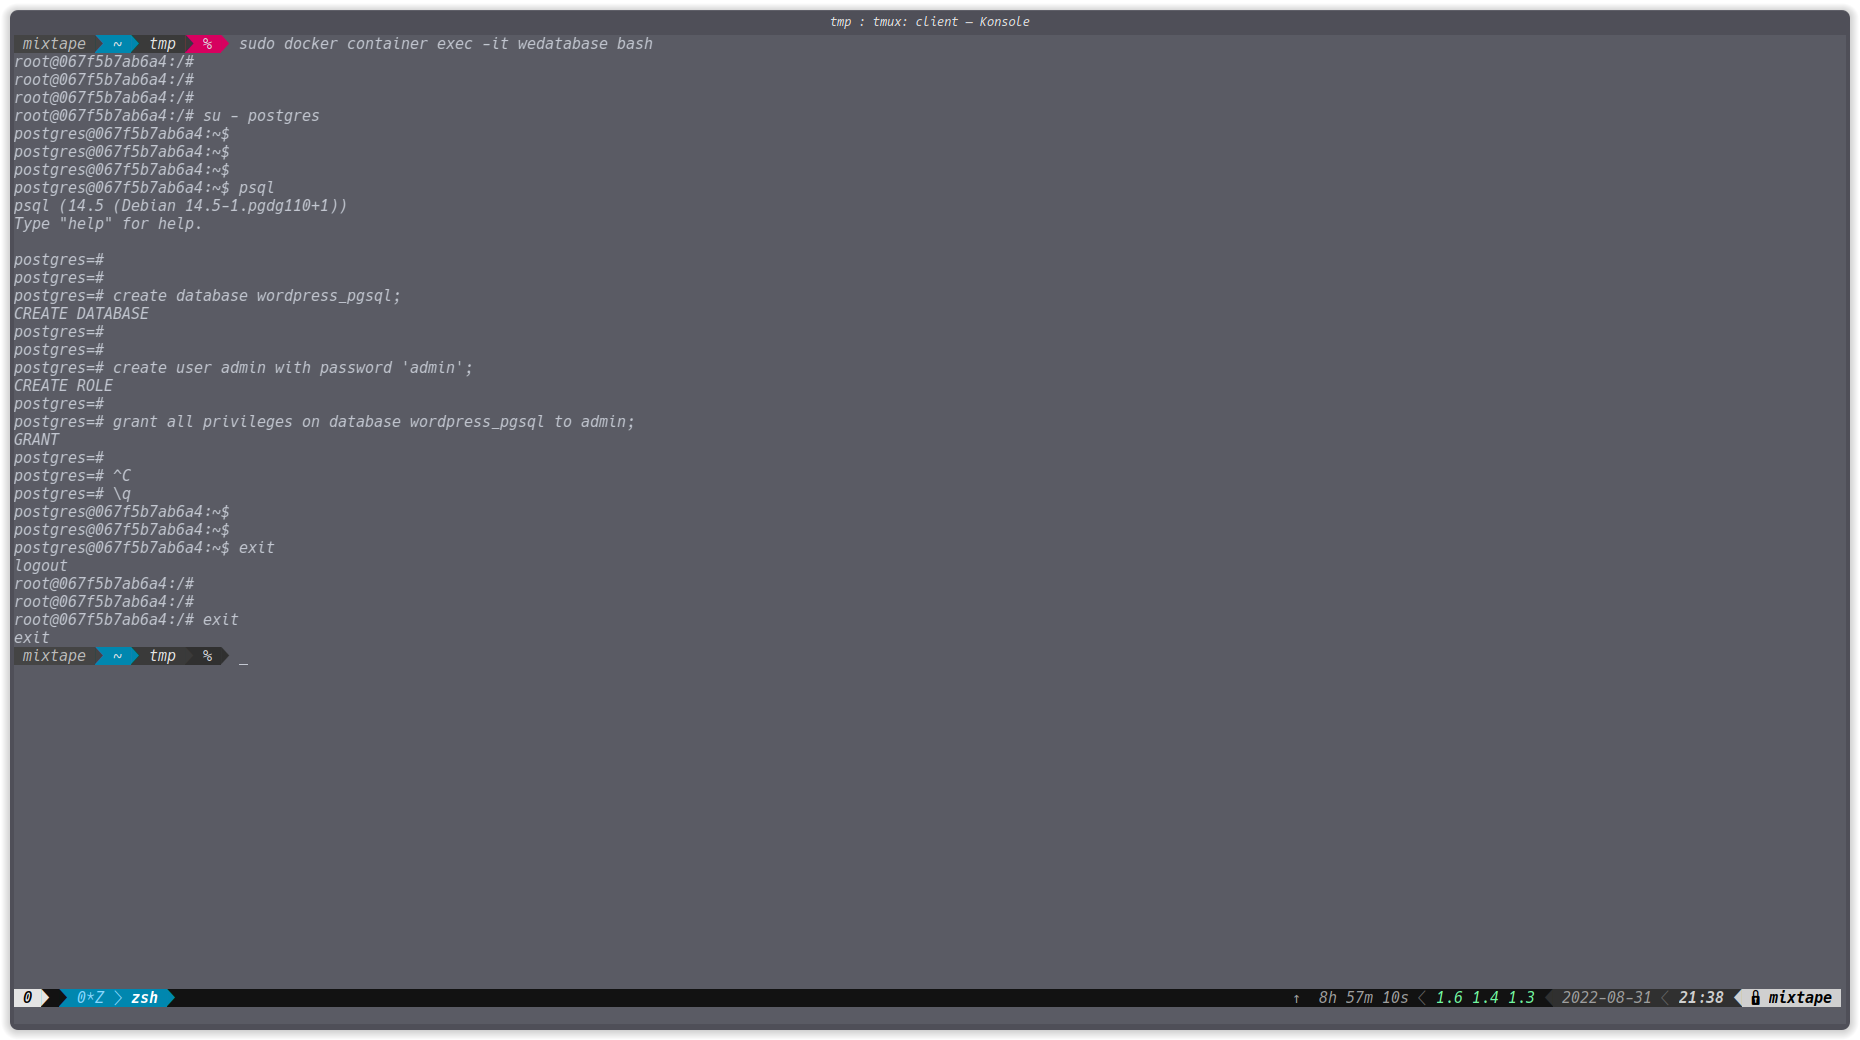 tmp : tmux: client — Konsole
mixtape ~ tmp % sudo docker container exec -it wedatabase bash
root@067f5b7ab6a4:/#
root@067f5b7ab6a4:/#
root@067f5b7ab6a4:/#
root@067f5b7ab6a4:/# su - postgres
postgres@067f5b7ab6a4:~$
postgres@067f5b7ab6a4:~$
postgres@067f5b7ab6a4:~$
postgres@067f5b7ab6a4:~$ psql
psql (14.5 (Debian 14.5-1.pgdg110+1))
Type "help" for help.
postgres=#
postgres=#
postgres=# create database wordpress_pgsql;
CREATE DATABASE
postgres=#
postgres=#
postgres=# create user admin with password 'admin';
CREATE ROLE
postgres=#
postgres=# grant all privileges on database wordpress_pgsql to admin;
GRANT
postgres=#
postgres=# ^C
postgres=# \q
postgres@067f5b7ab6a4:~$
postgres@067f5b7ab6a4:~$
postgres@067f5b7ab6a4:~$ exit
logout
root@067f5b7ab6a4:/#
root@067f5b7ab6a4:/#
root@067f5b7ab6a4:/# exit
exit
mixtape ~ tmp % _
0 0*Z zsh ↑ 8h 57m 10s 1.6 1.4 1.3 2022-08-31 21:38 mixtape